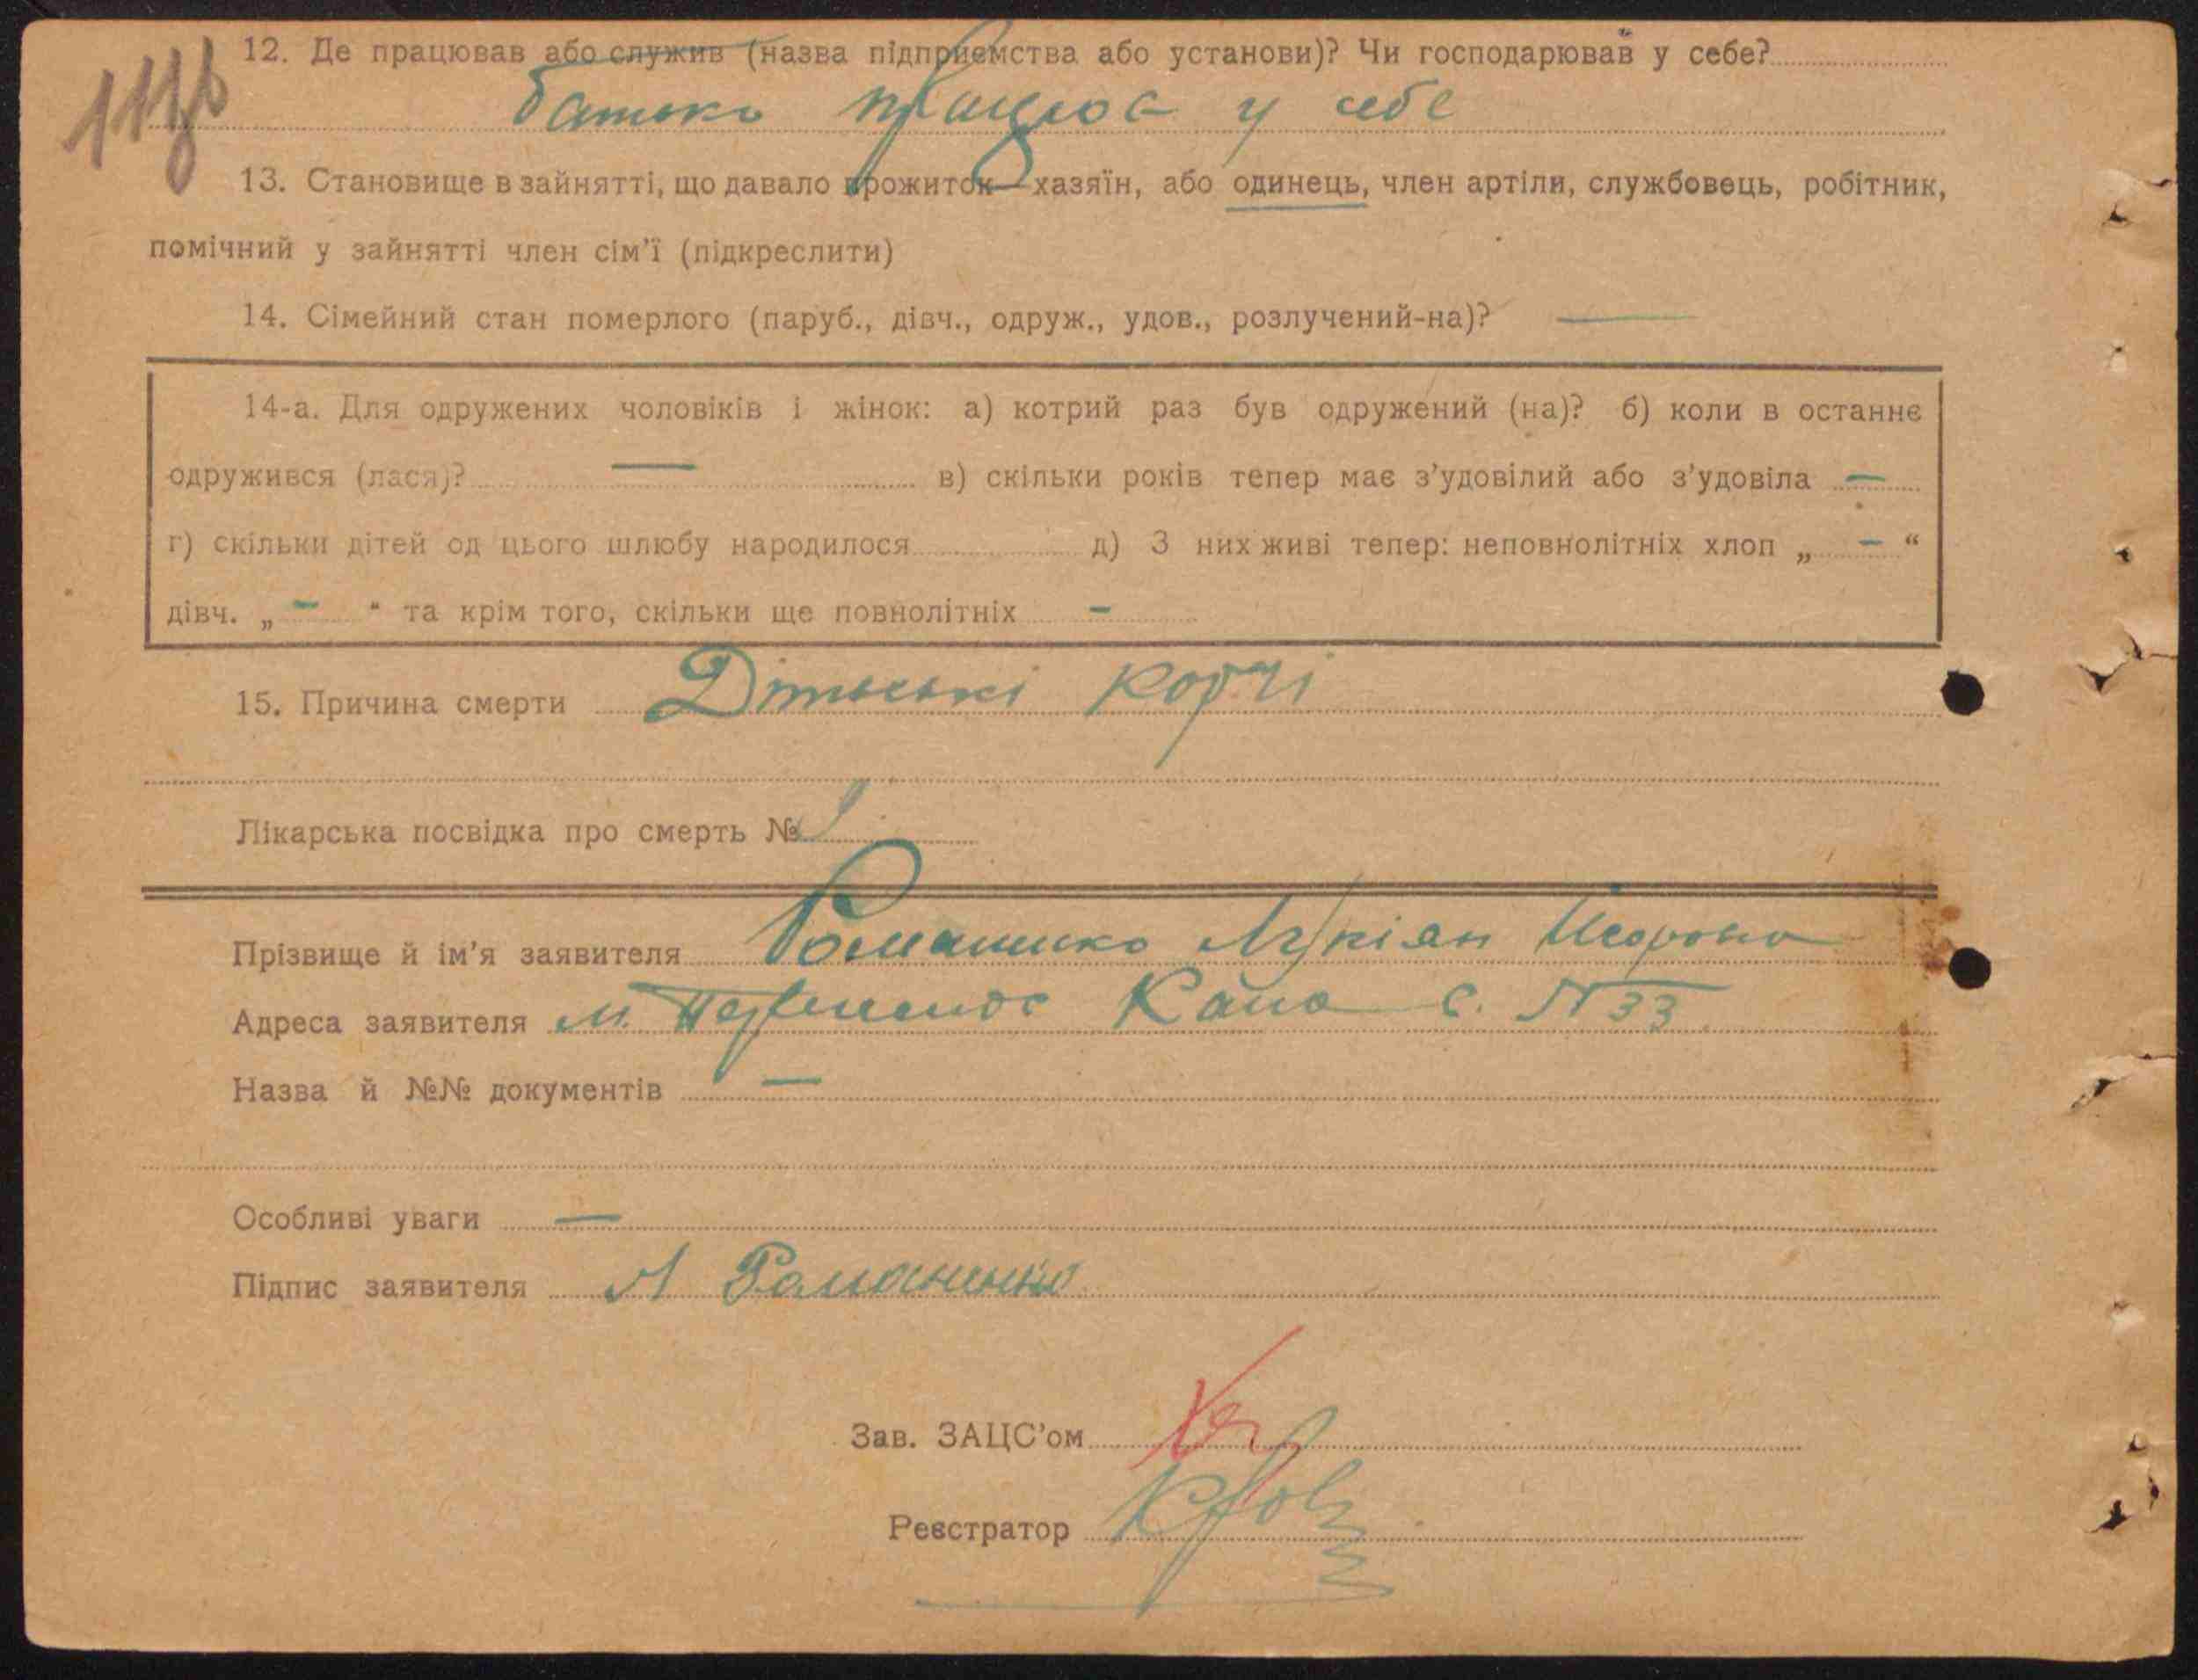 12. Де працював або служив (назва підприємства або установи)? Чи господарював у себе?
батько працює у себе
13. Становище в зайнятті, що давало прожиток—хазяїн, або одинець, член артіли, службовець, робітник,
помічний у зайнятті член сім'ї (підкреслити)
14. Сімейний стан померлого (паруб., дівч., одруж., удов., розлучений-на)? —
14-а. Для одружених чоловіків і жінок: а) котрий раз був одружений (на)? б) коли в останнє
одружився (лася)? — в) скільки років тепер має з'удовілий або з'удовіла —
г) скільки дітей од цього шлюбу народилося д) З них живі тепер: неповнолітніх хлоп „ — “
дівч. „ — “ та крім того, скільки ще повнолітніх —
15. Причина смерти Дітьські корчі
Лікарська посвідка про смерть №
Прізвище й ім'я заявителя Романенко Лукіян
Адреса заявителя м. с. N 33
Назва й №№ документів —
Особливі уваги —
Підпис заявителя Л Романенко
Зав. ЗАЦС'ом
Реєстратор